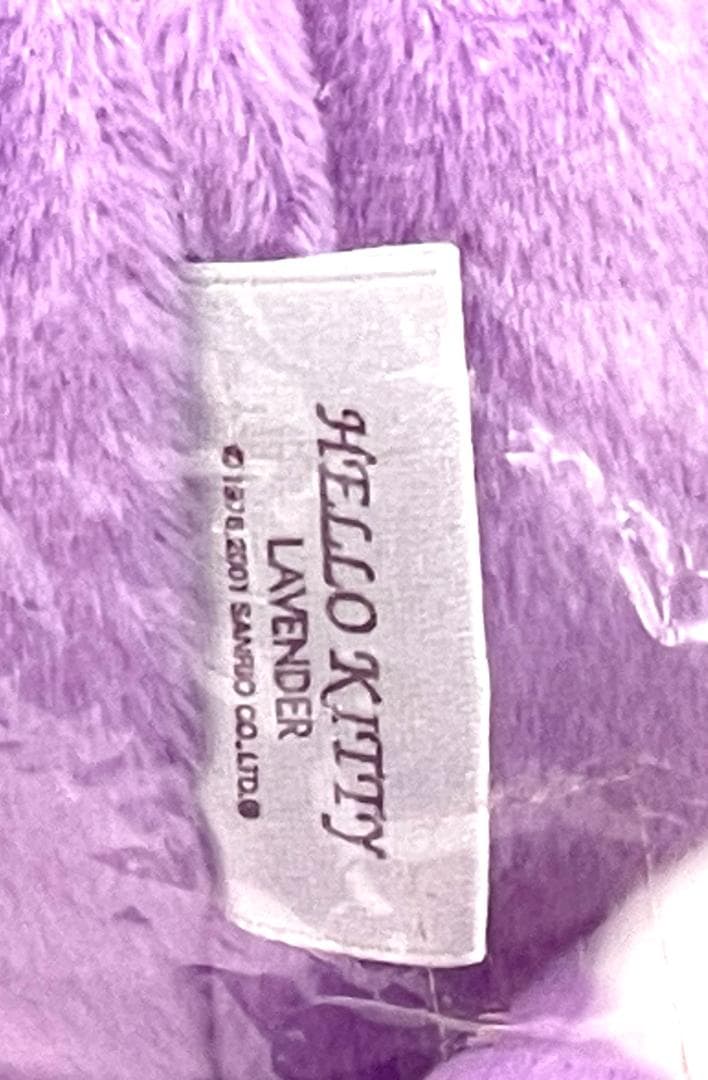 HELLO KITTY
LAVENDER
© 1976,2001 SANRIO CO.,LTD.®